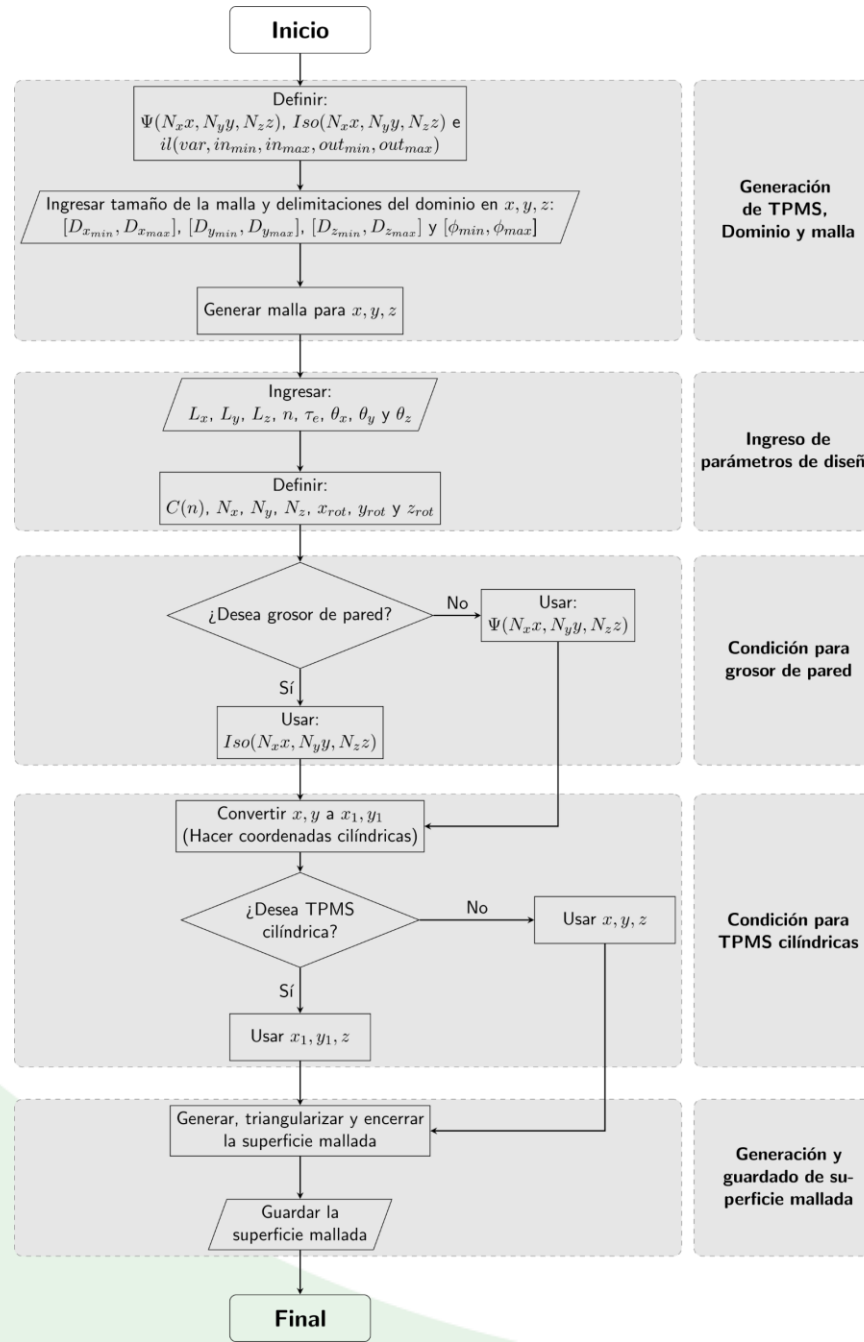 Inicio
Definir:
Ψ(N_x x, N_y y, N_z z), Iso(N_x x, N_y y, N_z z) e
il(var, in_min, in_max, out_min, out_max)
Ingresar tamaño de la malla y delimitaciones del dominio en x, y, z:
[D_x_min, D_x_max], [D_y_min, D_y_max], [D_z_min, D_z_max] y [ϕ_min, ϕ_max]
Generar malla para x, y, z
Generación
de TPMS,
Dominio y malla
Ingresar:
L_x, L_y, L_z, n, τ_e, θ_x, θ_y y θ_z
Definir:
C(n), N_x, N_y, N_z, x_rot, y_rot y z_rot
Ingreso de
parámetros de diseñ
¿Desea grosor de pared?
No
Usar:
Ψ(N_x x, N_y y, N_z z)
Sí
Usar:
Iso(N_x x, N_y y, N_z z)
Condición para
grosor de pared
Convertir x, y a x_1, y_1
(Hacer coordenadas cilíndricas)
¿Desea TPMS
cilíndrica?
No
Usar x, y, z
Sí
Usar x_1, y_1, z
Condición para
TPMS cilíndricas
Generar, triangularizar y encerrar
la superficie mallada
Guardar la
superficie mallada
Generación y
guardado de su-
perficie mallada
Final